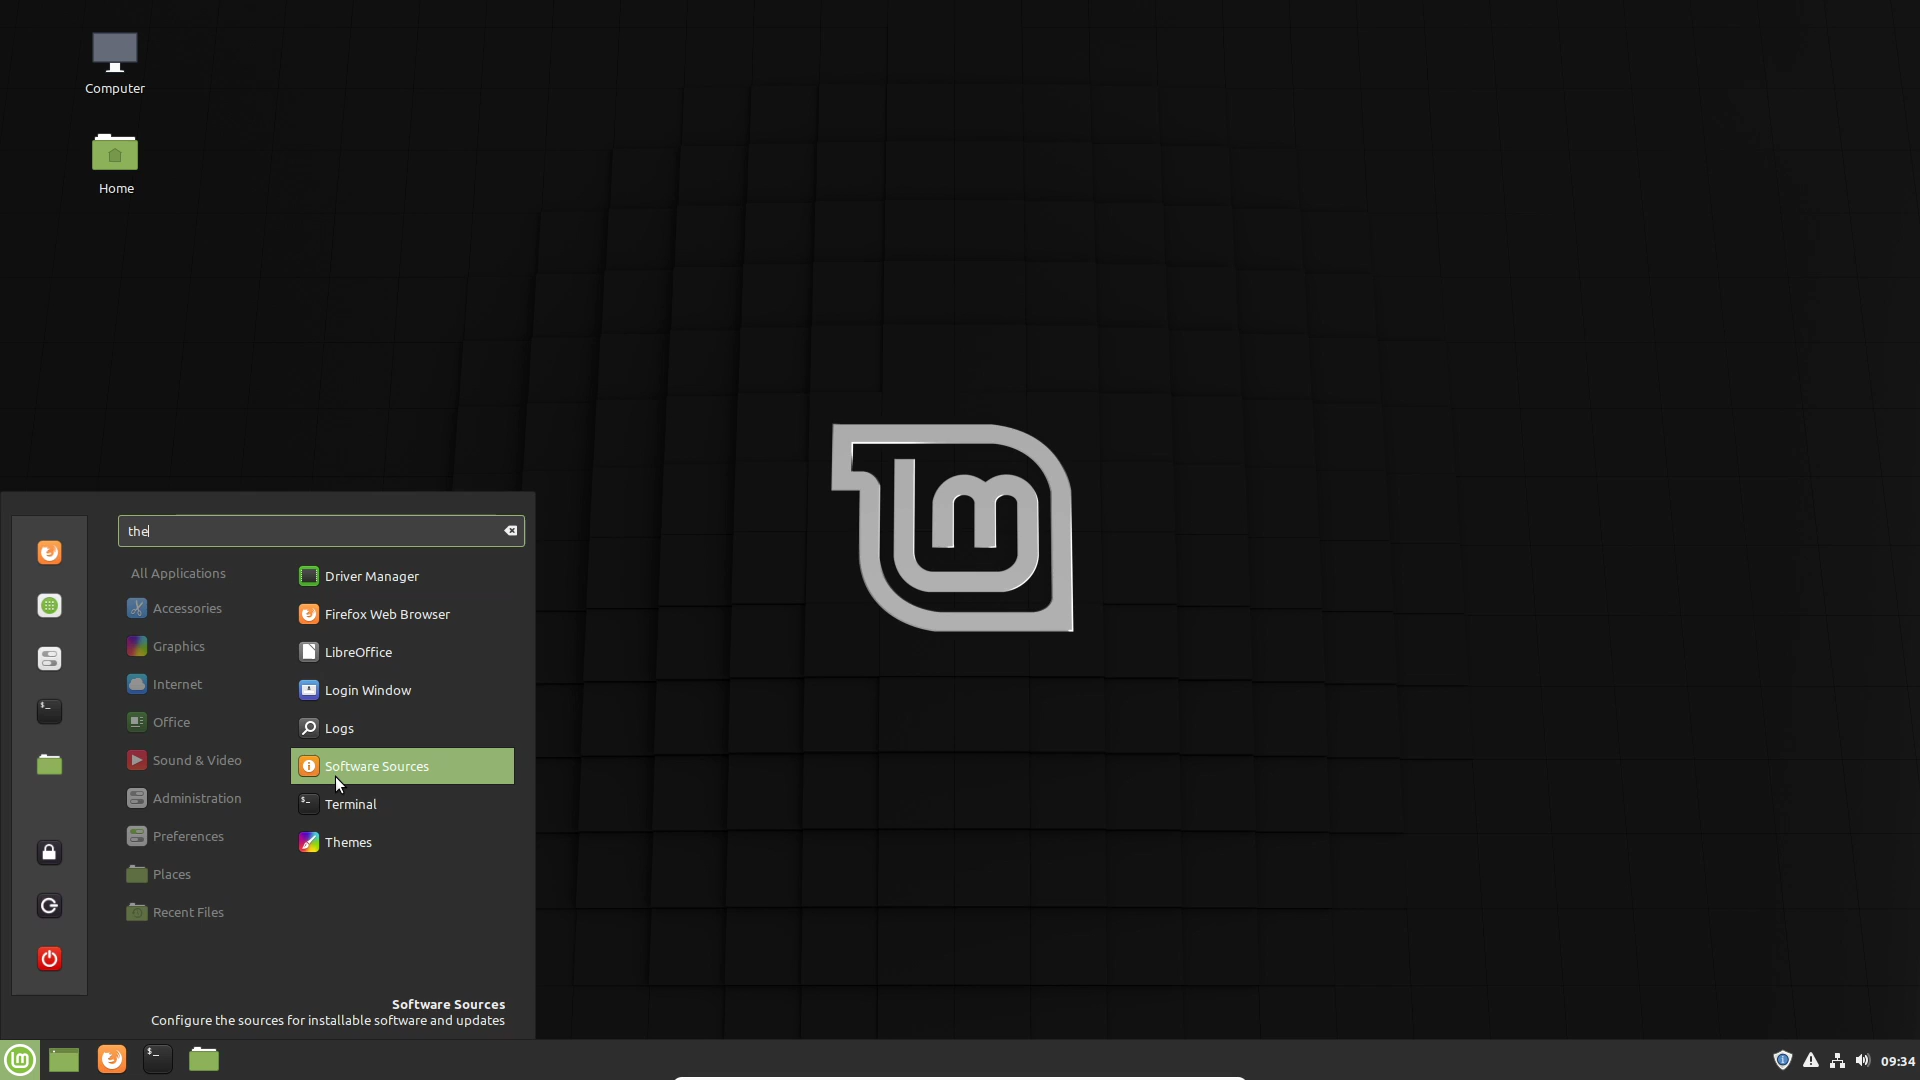 Computer
Home
the
All Applications
Accessories
Graphics
Internet
Office
Sound & Video
Administration
Preferences
Places
Recent Files
Driver Manager
Firefox Web Browser
LibreOffice
Login Window
Logs
Software Sources
Terminal
Themes
Software Sources
Configure the sources for installable software and updates
09:34